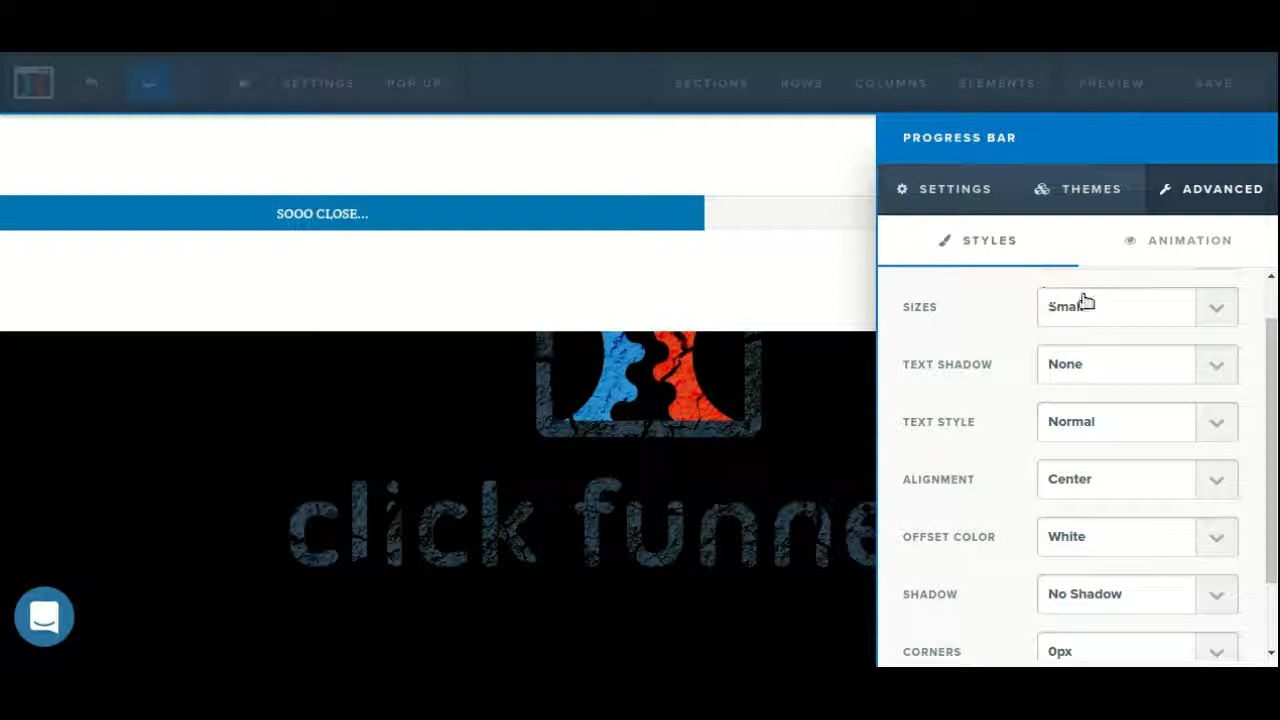 SETTINGS POP UP SECTIONS ROWS COLUMNS ELEMENTS PREVIEW SAVE
PROGRESS BAR
SETTINGS THEMES ADVANCED
SOOO CLOSE...
STYLES ANIMATION
SIZES Small
TEXT SHADOW None
TEXT STYLE Normal
ALIGNMENT Center
OFFSET COLOR White
SHADOW No Shadow
CORNERS 0px
click funne